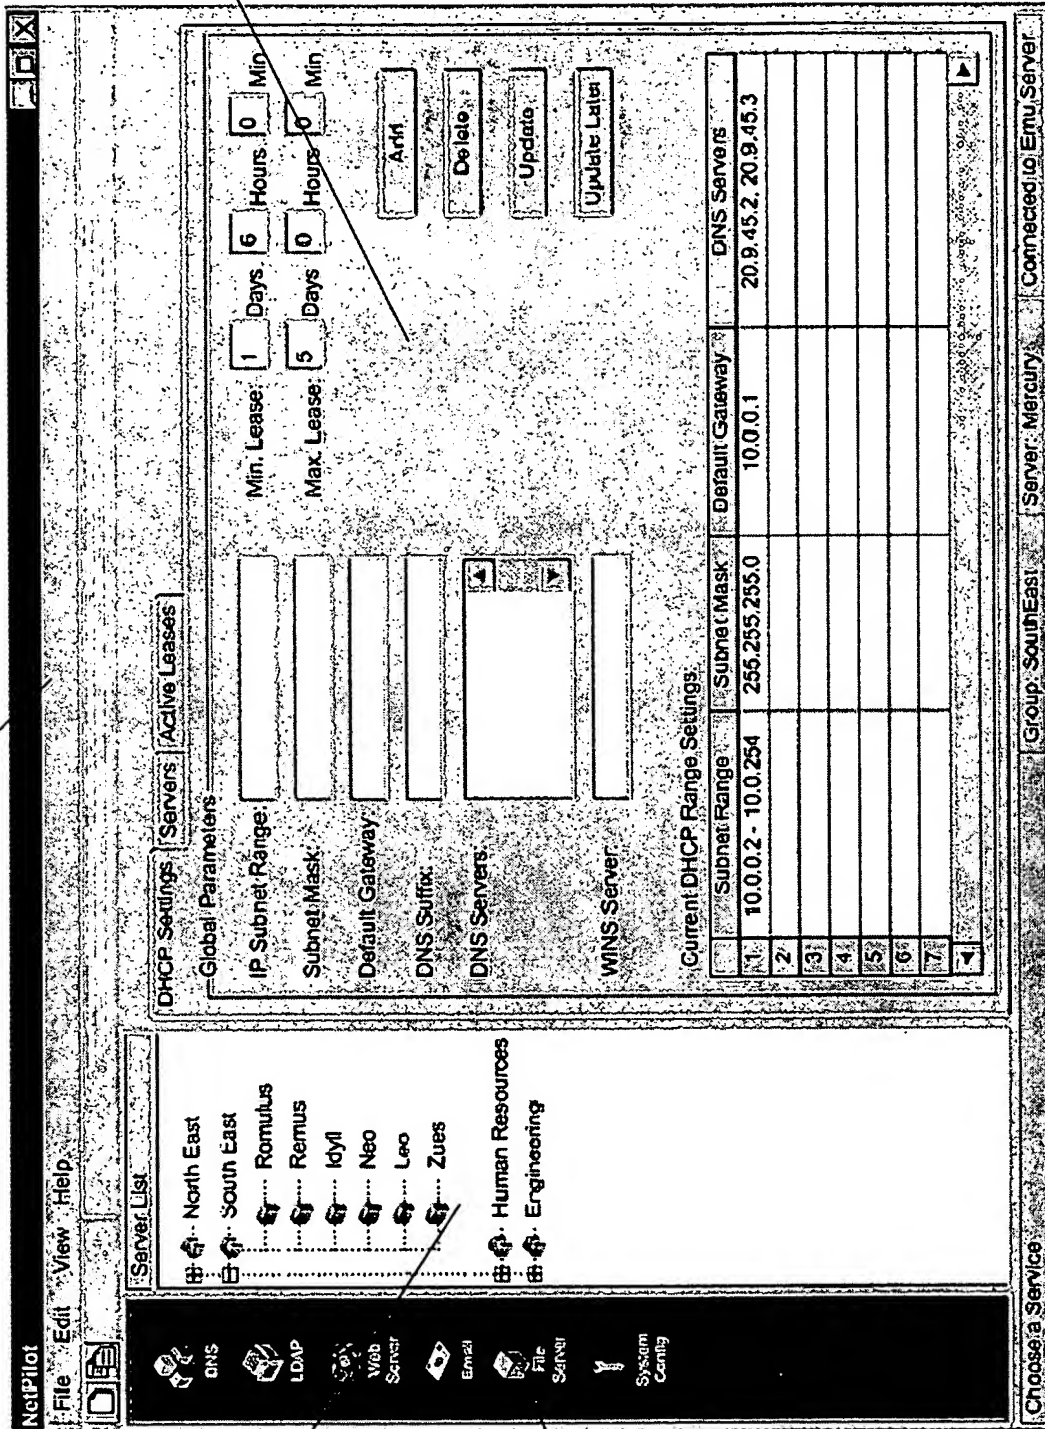 NetPilot
File Edit View Help
DNS
LDAP
Web
Server
Email
File
Server
System
Config
Server List
North East
South East
Romulus
Remus
Idyll
Neo
Leo
Zues
Human Resources
Engineering
DHCP Settings Servers Active Leases
Global Parameters
IP Subnet Range:
Subnet Mask:
Default Gateway
DNS Suffix:
DNS Servers:
WINS Server:
Min. Lease: 1 Days 6 Hours 0 Min
Max. Lease: 5 Days 0 Hours 0 Min
Add
Delete
Update
Update Later
Current DHCP Range Settings:
Subnet Range Subnet Mask Default Gateway DNS Servers
1 10.0.0.2 - 10.0.254 255.255.255.0 10.0.0.1 20.9.45.2, 20.9.45.3
2
3
4
5
6
7
Choose a Service Group: SouthEast Server: Mercury Connected to Emu Server